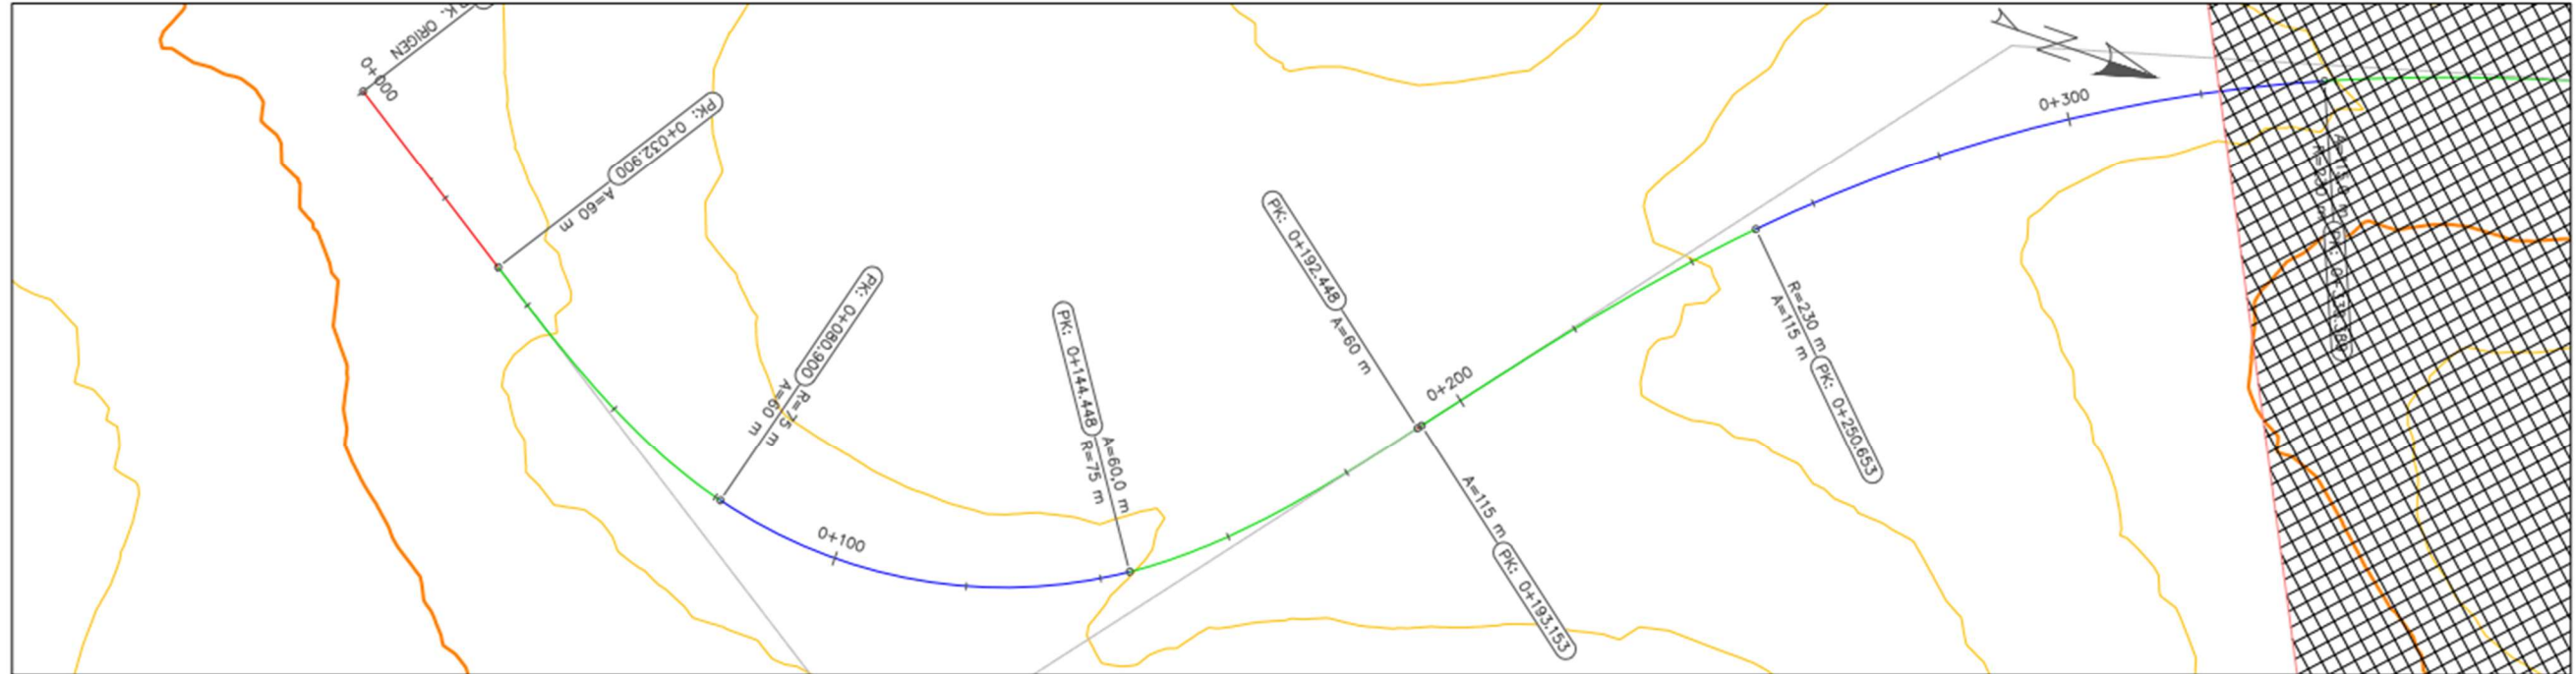 PK: ORIGEN
0+000
PK: 0+032.900
A=60 m
PK: 0+080.900
R=75 m
A=60 m
0+100
PK: 0+144.448
A=60,0 m
R=75 m
PK: 0+192.448
A=60 m
0+200
A=115 m
PK: 0+193.153
R=230 m
A=115 m
PK: 0+250.653
0+300
N